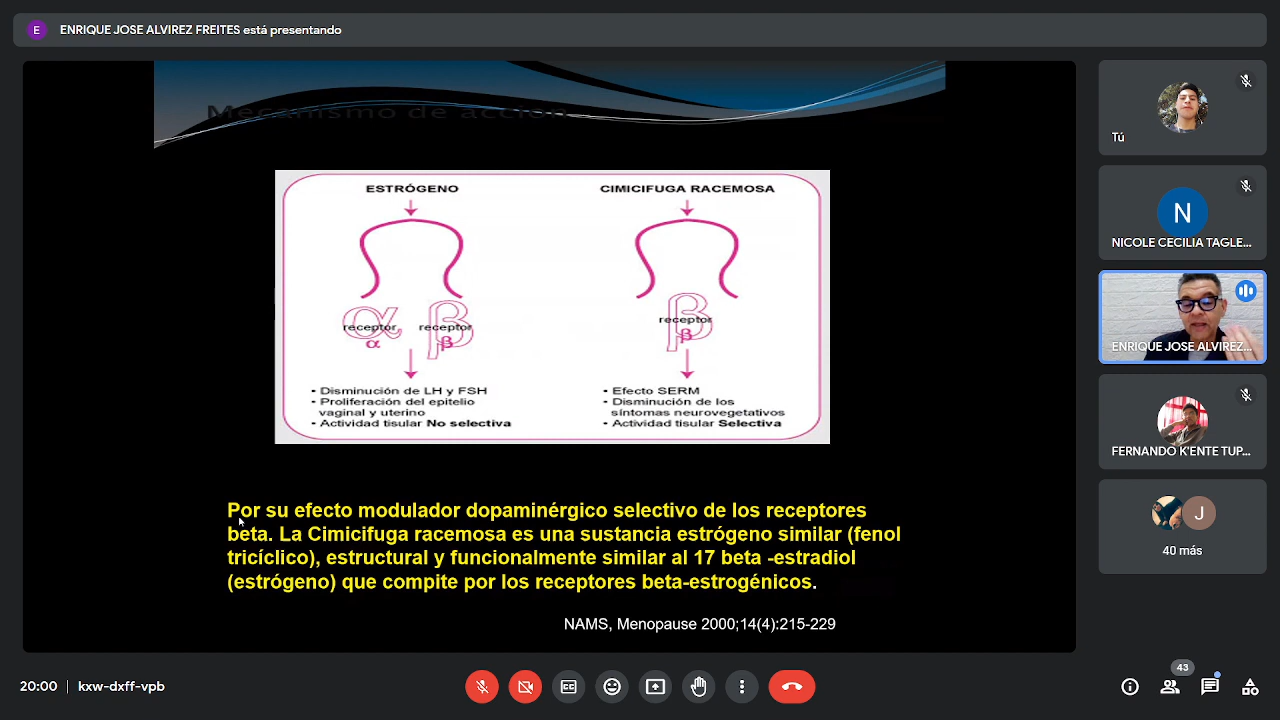 E
ENRIQUE JOSE ALVIREZ FREITES está presentando
Mecanismo de acción
ESTRÓGENO
receptor
α
receptor
β
• Disminución de LH y FSH
• Proliferación del epitelio
vaginal y uterino
• Actividad tisular No selectiva
CIMICIFUGA RACEMOSA
receptor
β
• Efecto SERM
• Disminución de los
síntomas neurovegetativos
• Actividad tisular Selectiva
Por su efecto modulador dopaminérgico selectivo de los receptores
beta. La Cimicifuga racemosa es una sustancia estrógeno similar (fenol
tricíclico), estructural y funcionalmente similar al 17 beta -estradiol
(estrógeno) que compite por los receptores beta-estrogénicos.
NAMS, Menopause 2000;14(4):215-229
Tú
N
NICOLE CECILIA TAGLE...
ENRIQUE JOSE ALVIREZ...
FERNANDO K'ENTE TUP...
J
40 más
20:00 | kxw-dxff-vpb
43